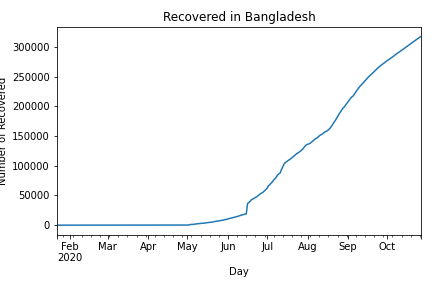 Recovered in Bangladesh
Number of Recovered
300000
250000
200000
150000
100000
50000
0
Feb Mar Apr May Jun Jul Aug Sep Oct
2020
Day